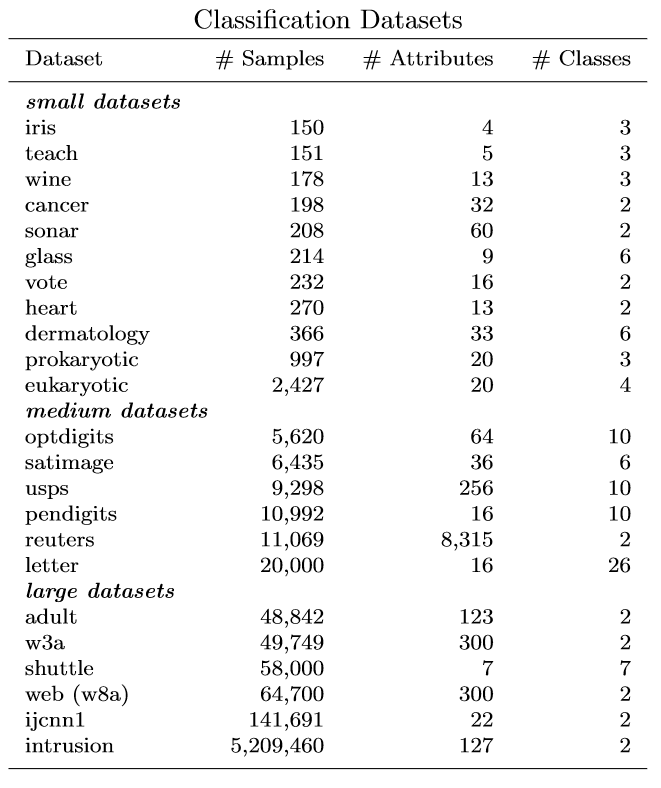 Classification Datasets
Dataset # Samples # Attributes # Classes
small datasets
iris 150 4 3
teach 151 5 3
wine 178 13 3
cancer 198 32 2
sonar 208 60 2
glass 214 9 6
vote 232 16 2
heart 270 13 2
dermatology 366 33 6
prokaryotic 997 20 3
eukaryotic 2,427 20 4
medium datasets
optdigits 5,620 64 10
satimage 6,435 36 6
usps 9,298 256 10
pendigits 10,992 16 10
reuters 11,069 8,315 2
letter 20,000 16 26
large datasets
adult 48,842 123 2
w3a 49,749 300 2
shuttle 58,000 7 7
web (w8a) 64,700 300 2
ijcnn1 141,691 22 2
intrusion 5,209,460 127 2